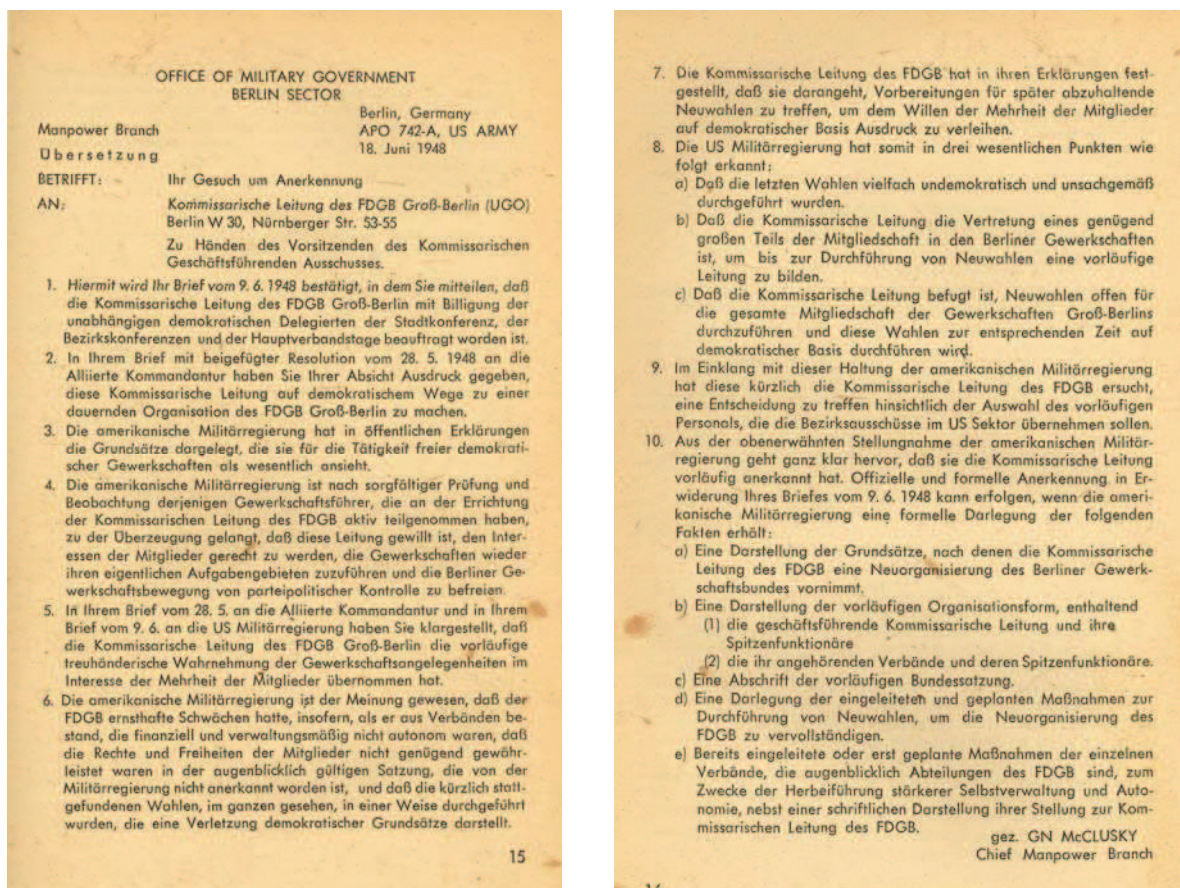 OFFICE OF MILITARY GOVERNMENT
BERLIN SECTOR
Berlin, Germany
Manpower Branch APO 742-A, US ARMY
Übersetzung 18. Juni 1948
BETRIFFT: Ihr Gesuch um Anerkennung
AN: Kommissarische Leitung des FDGB Groß-Berlin (UGO)
Berlin W 30, Nürnberger Str. 53-55
Zu Händen des Vorsitzenden des Kommissarischen
Geschäftsführenden Ausschusses.
1. Hiermit wird Ihr Brief vom 9. 6. 1948 bestätigt, in dem Sie mitteilen, daß
die Kommissarische Leitung des FDGB Groß-Berlin mit Billigung der
unabhängigen demokratischen Delegierten der Stadtkonferenz, der
Bezirkskonferenzen und der Hauptverbandstage beauftragt worden ist.
2. In Ihrem Brief mit beigefügter Resolution vom 28. 5. 1948 an die
Alliierte Kommandantur haben Sie Ihrer Absicht Ausdruck gegeben,
diese Kommissarische Leitung auf demokratischem Wege zu einer
dauernden Organisation des FDGB Groß-Berlin zu machen.
3. Die amerikanische Militärregierung hat in öffentlichen Erklärungen
die Grundsätze dargelegt, die sie für die Tätigkeit freier demokrati-
scher Gewerkschaften als wesentlich ansieht.
4. Die amerikanische Militärregierung ist nach sorgfältiger Prüfung und
Beobachtung derjenigen Gewerkschaftsführer, die an der Errichtung
der Kommissarischen Leitung des FDGB aktiv teilgenommen haben,
zu der Überzeugung gelangt, daß diese Leitung gewillt ist, den Inter-
essen der Mitglieder gerecht zu werden, die Gewerkschaften wieder
ihren eigentlichen Aufgabengebieten zuzuführen und die Berliner Ge-
werkschaftsbewegung von parteipolitischer Kontrolle zu befreien.
5. In Ihrem Brief vom 28. 5. an die Alliierte Kommandantur und in Ihrem
Brief vom 9. 6. an die US Militärregierung haben Sie klargestellt, daß
die Kommissarische Leitung des FDGB Groß-Berlin die vorläufige
treuhänderische Wahrnehmung der Gewerkschaftsangelegenheiten im
Interesse der Mehrheit der Mitglieder übernommen hat.
6. Die amerikanische Militärregierung ist der Meinung gewesen, daß der
FDGB ernsthafte Schwächen hatte, insofern, als er aus Verbänden be-
stand, die finanziell und verwaltungsmäßig nicht autonom waren, daß
die Rechte und Freiheiten der Mitglieder nicht genügend gewähr-
leistet waren in der augenblicklich gültigen Satzung, die von der
Militärregierung nicht anerkannt worden ist, und daß die kürzlich statt-
gefundenen Wahlen, im ganzen gesehen, in einer Weise durchgeführt
wurden, die eine Verletzung demokratischer Grundsätze darstellt.
15
7. Die Kommissarische Leitung des FDGB hat in ihren Erklärungen fest-
gestellt, daß sie darangeht, Vorbereitungen für später abzuhaltende
Neuwahlen zu treffen, um dem Willen der Mehrheit der Mitglieder
auf demokratischer Basis Ausdruck zu verleihen.
8. Die US Militärregierung hat somit in drei wesentlichen Punkten wie
folgt erkannt:
a) Daß die letzten Wahlen vielfach undemokratisch und unsachgemäß
durchgeführt wurden.
b) Daß die Kommissarische Leitung die Vertretung eines genügend
großen Teils der Mitgliedschaft in den Berliner Gewerkschaften
ist, um bis zur Durchführung von Neuwahlen eine vorläufige
Leitung zu bilden.
c) Daß die Kommissarische Leitung befugt ist, Neuwahlen offen für
die gesamte Mitgliedschaft der Gewerkschaften Groß-Berlins
durchzuführen und diese Wahlen zur entsprechenden Zeit auf
demokratischer Basis durchführen wird.
9. Im Einklang mit dieser Haltung der amerikanischen Militärregierung
hat diese kürzlich die Kommissarische Leitung des FDGB ersucht,
eine Entscheidung zu treffen hinsichtlich der Auswahl des vorläufigen
Personals, die die Bezirksausschüsse im US Sektor übernehmen sollen.
10. Aus der obenerwähnten Stellungnahme der amerikanischen Militär-
regierung geht ganz klar hervor, daß sie die Kommissarische Leitung
vorläufig anerkannt hat. Offizielle und formelle Anerkennung in Er-
widerung Ihres Briefes vom 9. 6. 1948 kann erfolgen, wenn die ameri-
kanische Militärregierung eine formelle Darlegung der folgenden
Fakten erhält:
a) Eine Darstellung der Grundsätze, nach denen die Kommissarische
Leitung des FDGB eine Neuorganisierung des Berliner Gewerk-
schaftsbundes vornimmt.
b) Eine Darstellung der vorläufigen Organisationsform, enthaltend
(1) die geschäftsführende Kommissarische Leitung und ihre
Spitzenfunktionäre
(2) die ihr angehörenden Verbände und deren Spitzenfunktionäre.
c) Eine Abschrift der vorläufigen Bundessatzung.
d) Eine Darlegung der eingeleiteten und geplanten Maßnahmen zur
Durchführung von Neuwahlen, um die Neuorganisierung des
FDGB zu vervollständigen.
e) Bereits eingeleitete oder erst geplante Maßnahmen der einzelnen
Verbände, die augenblicklich Abteilungen des FDGB sind, zum
Zwecke der Herbeiführung stärkerer Selbstverwaltung und Auto-
nomie, nebst einer schriftlichen Darstellung ihrer Stellung zur Kom-
missarischen Leitung des FDGB.
gez. GN McCLUSKY
Chief Manpower Branch